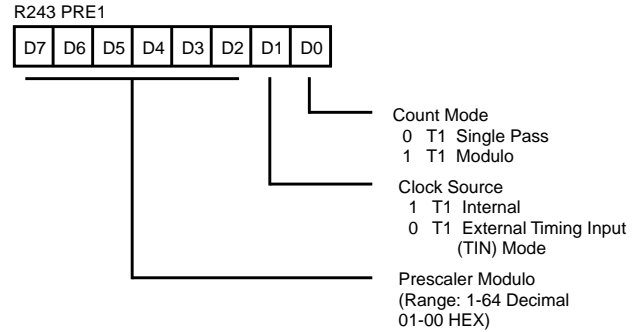 R243 PRE1
D7 D6 D5 D4 D3 D2 D1 D0
Count Mode
0 T1 Single Pass
1 T1 Modulo
Clock Source
1 T1 Internal
0 T1 External Timing Input
(TIN) Mode
Prescaler Modulo
(Range: 1-64 Decimal
01-00 HEX)